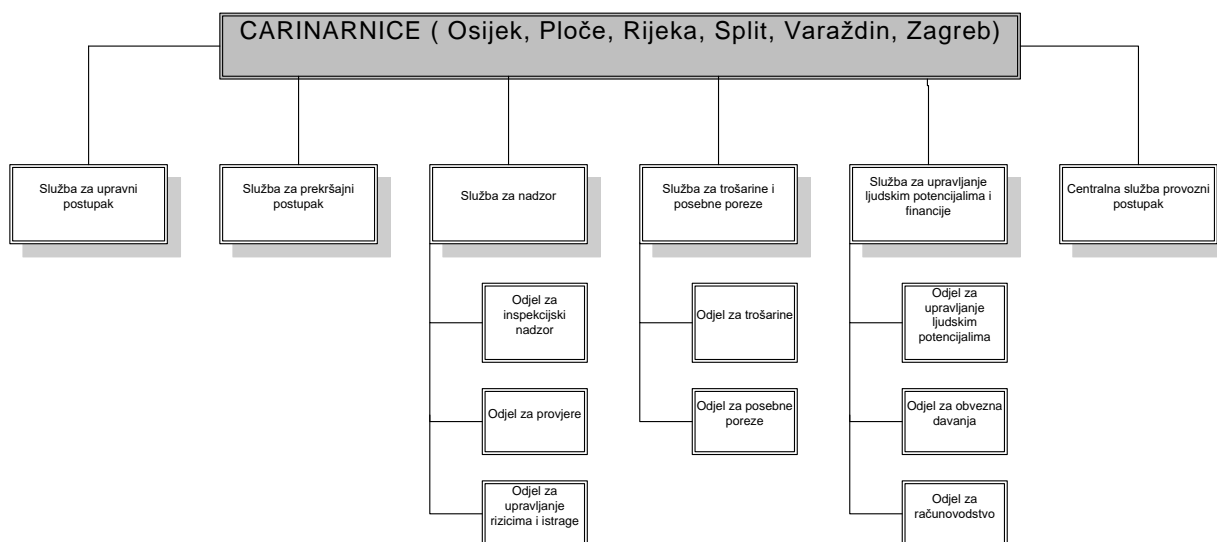 CARINARNICE ( Osijek, Ploče, Rijeka, Split, Varaždin, Zagreb)
Služba za upravni
postupak
Služba za prekršajni
postupak
Služba za nadzor
Služba za trošarine i
posebne poreze
Služba za upravljanje
ljudskim potencijalima i
financije
Centralna služba provozni
postupak
Odjel za
inspekcijski
nadzor
Odjel za trošarine
Odjel za
upravljanje
ljudskim
potencijalima
Odjel za provjere
Odjel za posebne
poreze
Odjel za obvezna
davanja
Odjel za
upravljanje
rizicima i istrage
Odjel za
računovodstvo